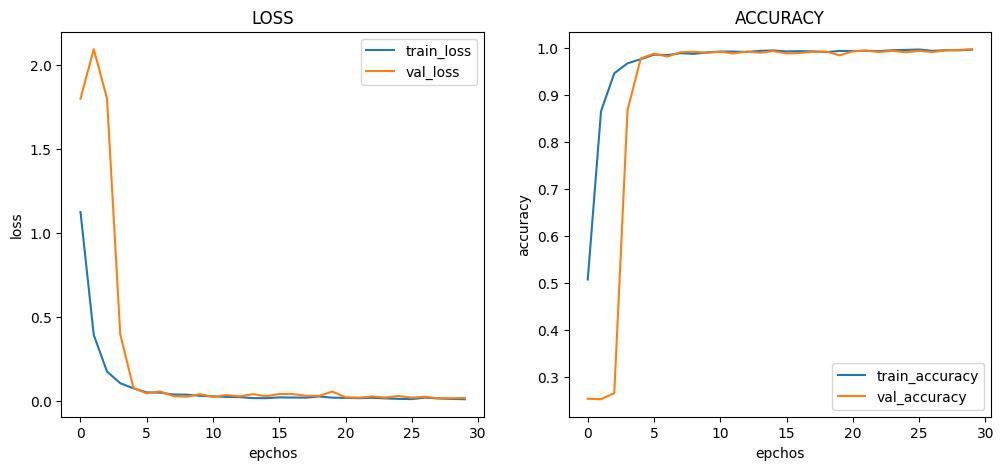 LOSS
train_loss
val_loss
2.0
1.5
1.0
0.5
0.0
loss
0 5 10 15 20 25 30
epchos
ACCURACY
1.0
0.9
0.8
0.7
0.6
0.5
0.4
0.3
accuracy
train_accuracy
val_accuracy
0 5 10 15 20 25 30
epchos